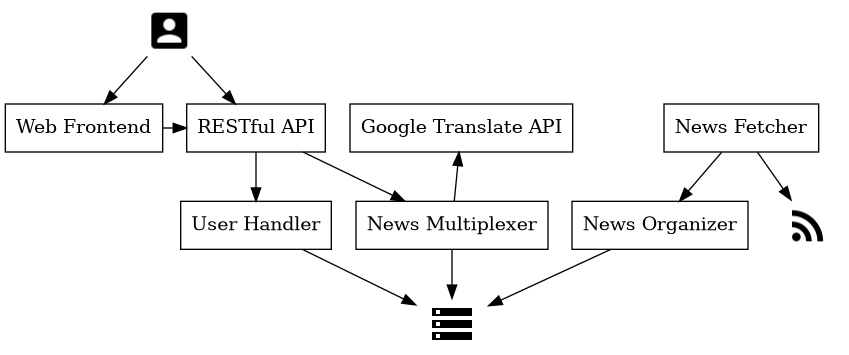 Web Frontend
RESTful API
Google Translate API
News Fetcher
User Handler
News Multiplexer
News Organizer